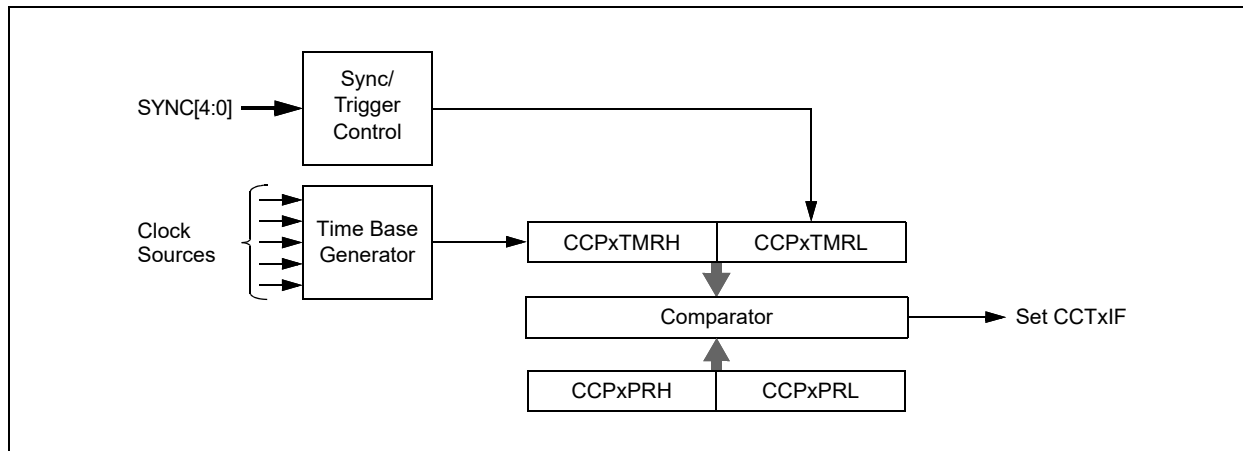 Sync/
Trigger
Control
SYNC[4:0]
Clock
Sources
Time Base
Generator
CCPxTMRH
CCPxTMRL
Comparator
Set CCTxIF
CCPxPRH
CCPxPRL